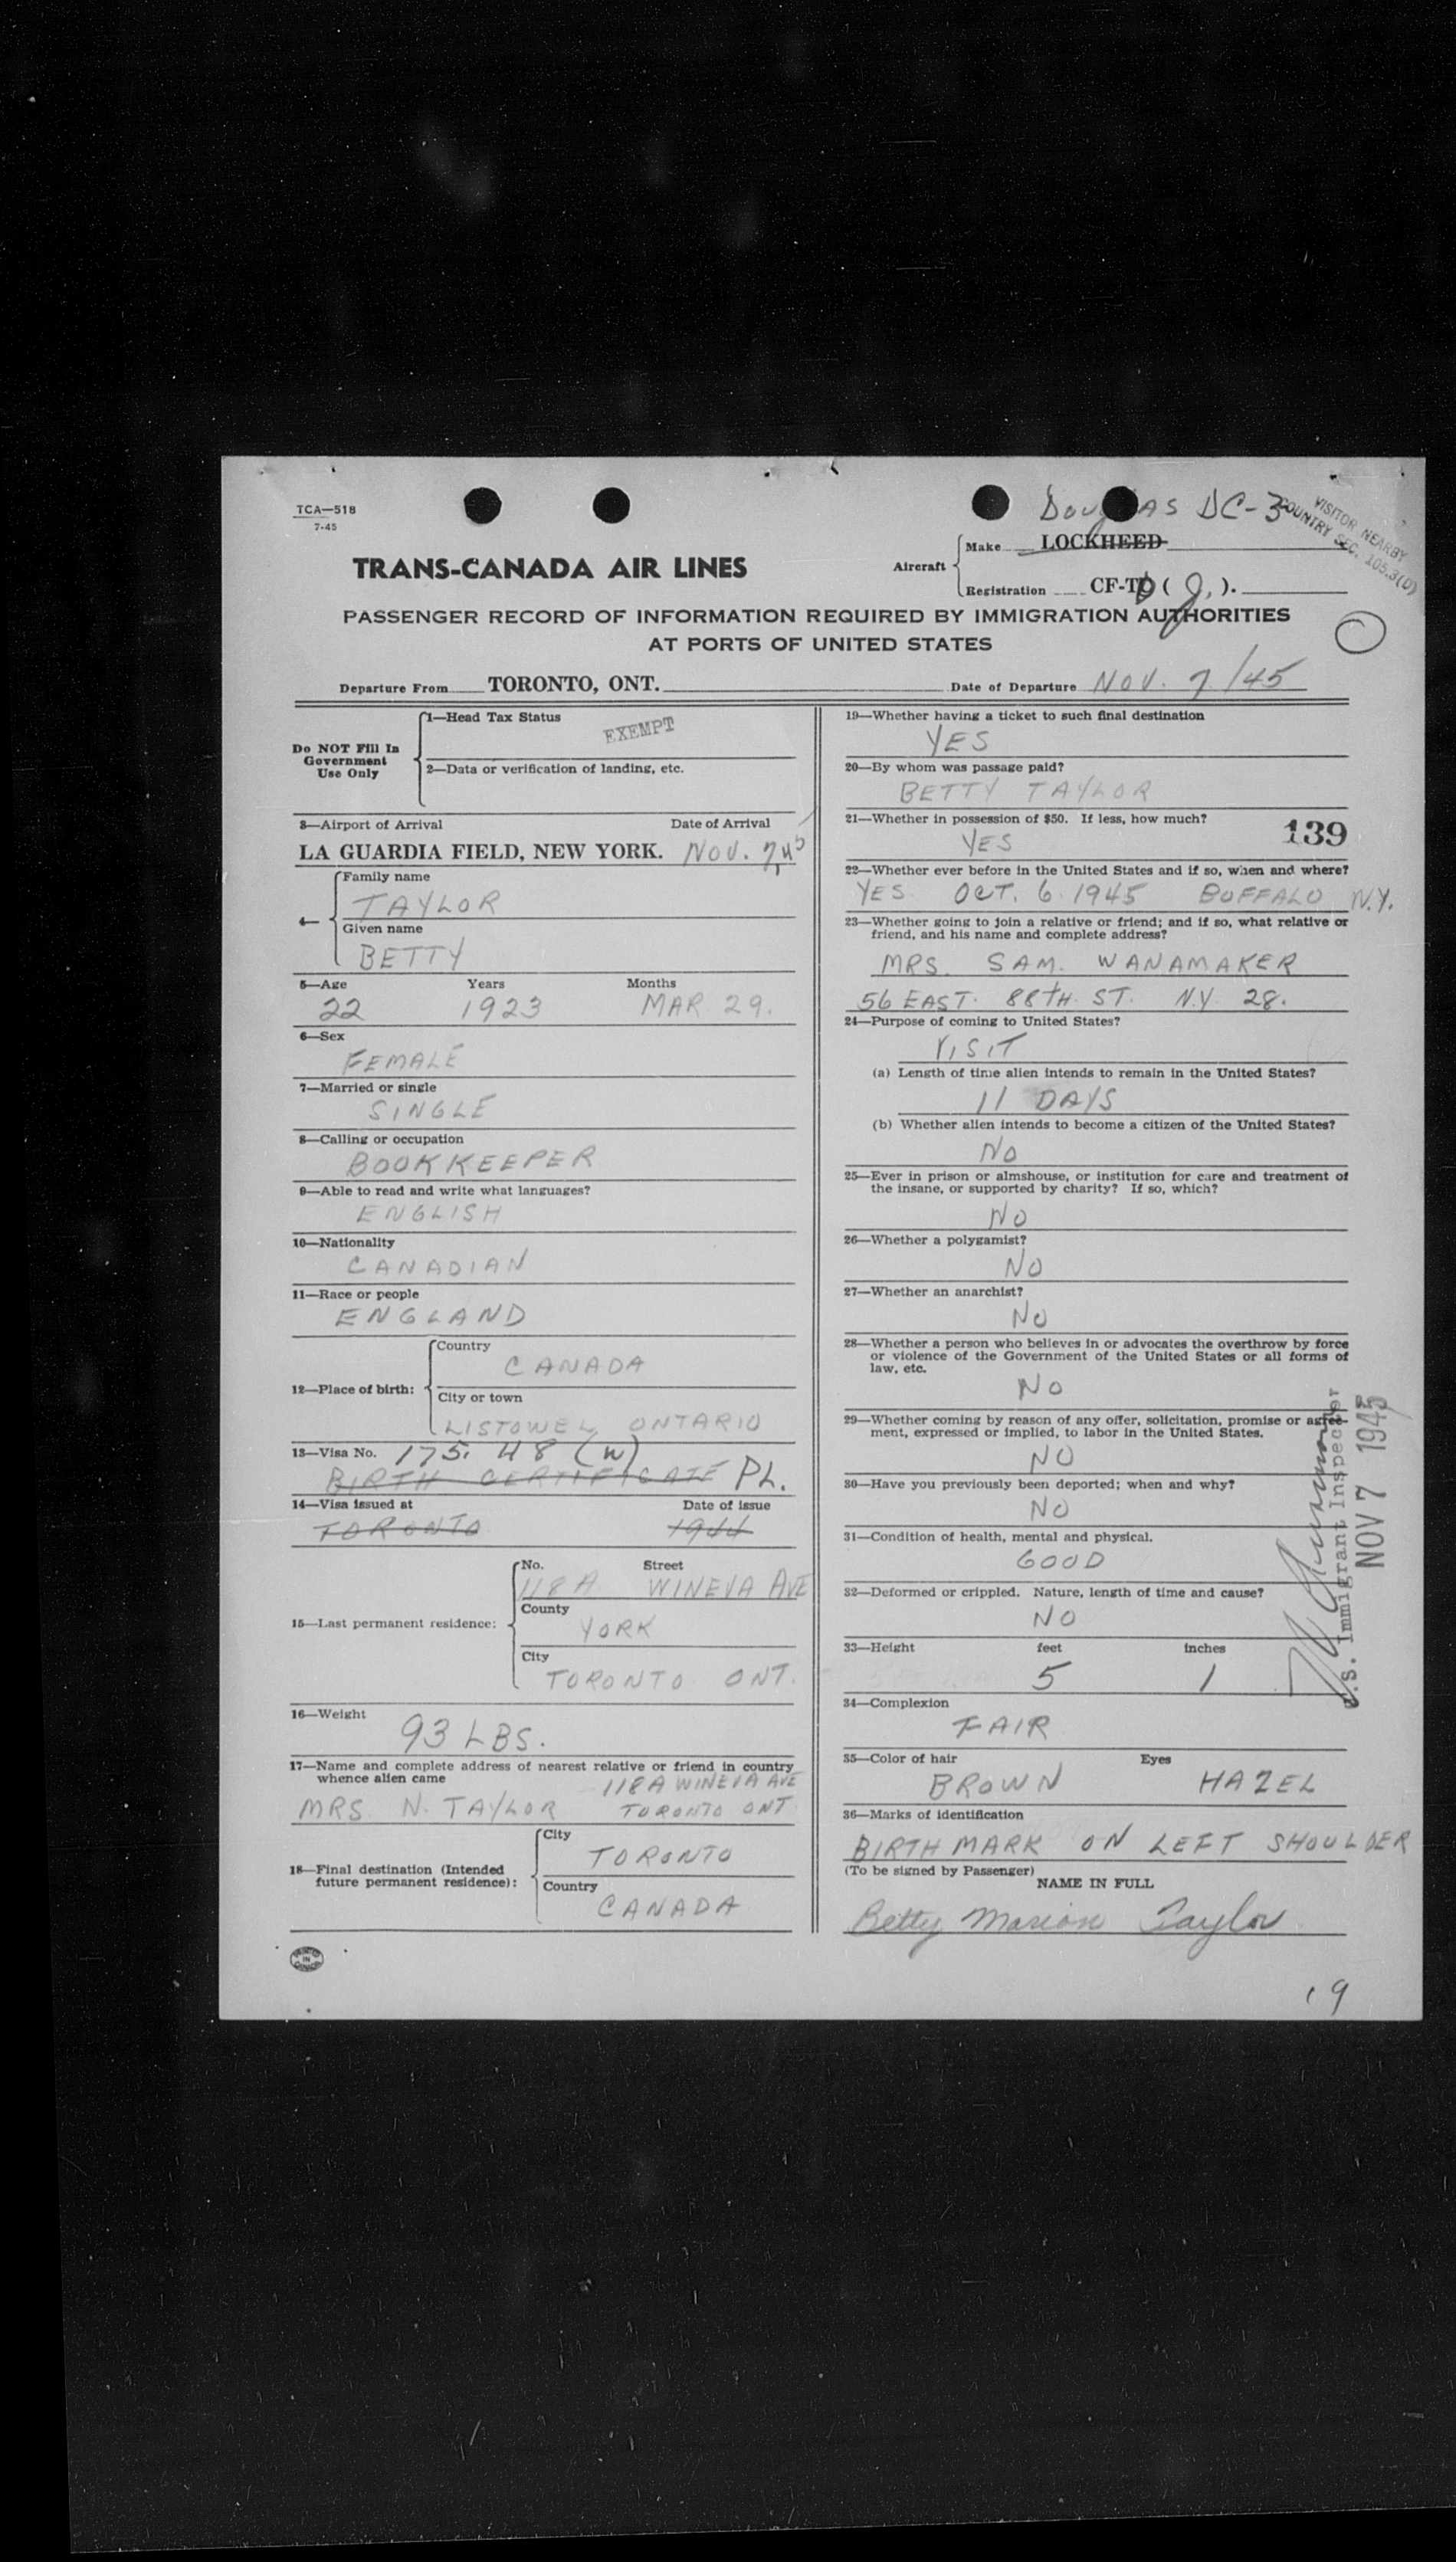 TCA—518
7-45
DOUGLAS DC-3
VISITOR NEARBY
COUNTRY SEC. 105.3(D)
TRANS-CANADA AIR LINES
Aircraft
Make LOCKHEED
Registration CF-T ( ).
PASSENGER RECORD OF INFORMATION REQUIRED BY IMMIGRATION AUTHORITIES
AT PORTS OF UNITED STATES
Departure From TORONTO, ONT. Date of Departure NOV. 7/45
Do NOT Fill In
Government
Use Only
1—Head Tax Status
EXEMPT
2—Data or verification of landing, etc.
3—Airport of Arrival Date of Arrival
LA GUARDIA FIELD, NEW YORK. NOV. 7,45
4—
Family name
TAYLOR
Given name
BETTY
5—Age Years Months
22 1923 MAR 29.
6—Sex
FEMALE
7—Married or single
SINGLE
8—Calling or occupation
BOOKKEEPER
9—Able to read and write what languages?
ENGLISH
10—Nationality
CANADIAN
11—Race or people
ENGLAND
12—Place of birth:
Country
CANADA
City or town
LISTOWEL ONTARIO
13—Visa No. 175. 48 (W)
BIRTH CERTIFICATE PL.
14—Visa issued at Date of issue
TORONTO 1944
15—Last permanent residence:
No. Street
118A WINEVA AVE
County
YORK
City
TORONTO ONT.
16—Weight
93 LBS.
17—Name and complete address of nearest relative or friend in country
whence alien came 118A WINEVA AVE
MRS N. TAYLOR TORONTO ONT
18—Final destination (Intended
future permanent residence):
City
TORONTO
Country
CANADA
PRINTED
IN
CANADA
19—Whether having a ticket to such final destination
YES
20—By whom was passage paid?
BETTY TAYLOR
21—Whether in possession of $50. If less, how much?
YES
139
22—Whether ever before in the United States and if so, when and where?
YES OCT. 6 1945 BUFFALO N.Y.
23—Whether going to join a relative or friend; and if so, what relative or
friend, and his name and complete address?
MRS. SAM. WANAMAKER
56 EAST. 88TH ST. N.Y. 28.
24—Purpose of coming to United States?
VISIT
(a) Length of time alien intends to remain in the United States?
11 DAYS
(b) Whether alien intends to become a citizen of the United States?
NO
25—Ever in prison or almshouse, or institution for care and treatment of
the insane, or supported by charity? If so, which?
NO
26—Whether a polygamist?
NO
27—Whether an anarchist?
NO
28—Whether a person who believes in or advocates the overthrow by force
or violence of the Government of the United States or all forms of
law, etc.
NO
29—Whether coming by reason of any offer, solicitation, promise or agree-
ment, expressed or implied, to labor in the United States.
NO
30—Have you previously been deported; when and why?
NO
31—Condition of health, mental and physical.
GOOD
32—Deformed or crippled. Nature, length of time and cause?
NO
33—Height feet inches
5 1
U.S. Immigrant Inspector
NOV 7 1945
34—Complexion
FAIR
35—Color of hair Eyes
BROWN HAZEL
36—Marks of identification
BIRTH MARK ON LEFT SHOULDER
(To be signed by Passenger)
NAME IN FULL
Betty Marion Taylor
19